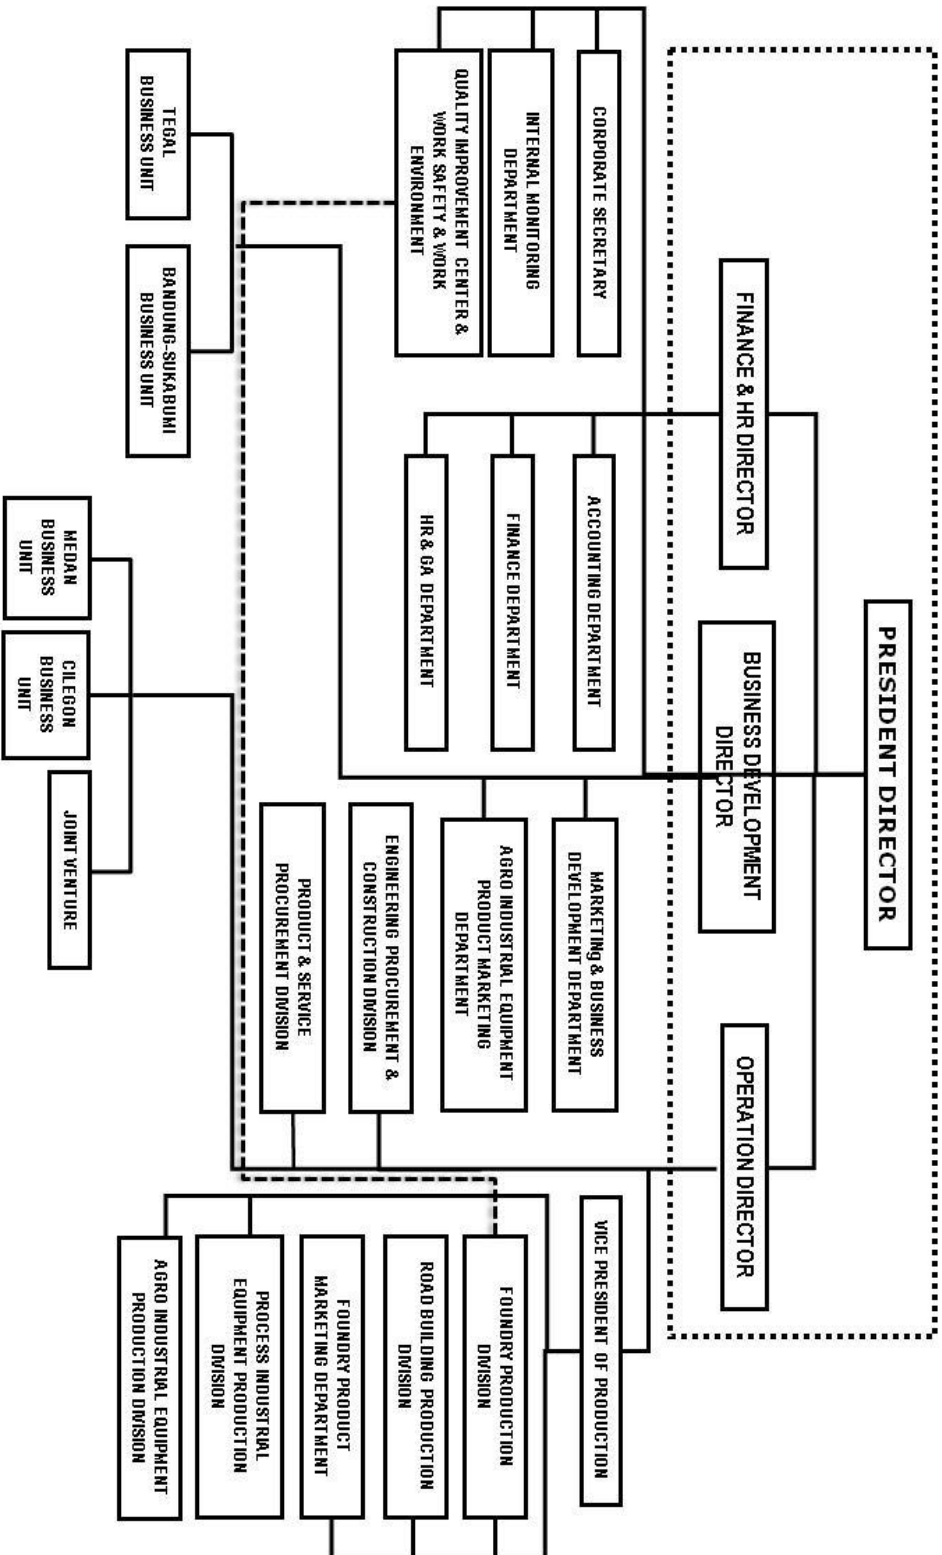 PRESIDENT DIRECTOR
FINANCE & HR DIRECTOR
BUSINESS DEVELOPMENT
DIRECTOR
OPERATION DIRECTOR
CORPORATE SECRETARY
INTERNAL MONITORING
DEPARTMENT
QUALITY IMPROVEMENT CENTER &
WORK SAFETY & WORK
ENVIRONMENT
ACCOUNTING DEPARTMENT
FINANCE DEPARTMENT
HR & GA DEPARTMENT
MARKETINg & BUSINESS
DEVELOPMENT DEPARTMENT
AGRO INDUSTRIAL EQUIPMENT
PRODUCT MARKETING
DEPARTMENT
ENGINEERING PROCUREMENT &
CONSTRUCTION DIVISION
PRODUCT & SERVICE
PROCUREMENT DIVISION
VICE PRESIDENT OF PRODUCTION
FOUNDRY PRODUCTION
DIVISION
ROAD BUILDING PRODUCTION
DIVISION
FOUNDRY PRODUCT
MARKETING DEPARTMENT
PROCESS INDUSTRIAL
EQUIPMENT PRODUCTION
DIVISION
AGRO INDUSTRIAL EQUIPMENT
PRODUCTION DIVISION
TEGAL
BUSINESS UNIT
BANDUNG-SUKABUMI
BUSINESS UNIT
MEDAN
BUSINESS
UNIT
CILEGON
BUSINESS
UNIT
JOINT VENTURE